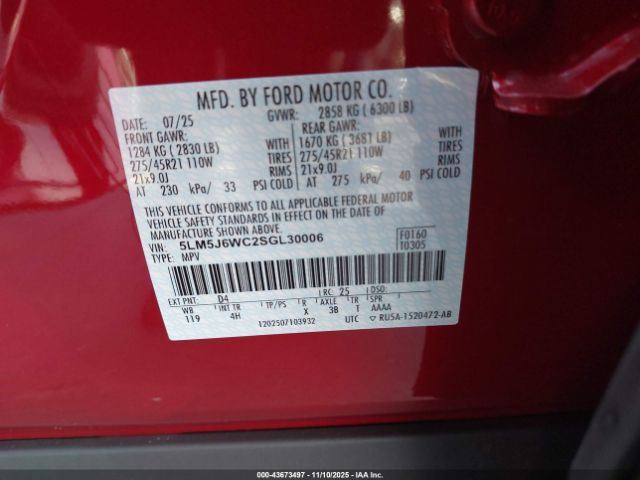 MFD. BY FORD MOTOR CO.
DATE: 07/25 GVWR: 2858 KG ( 6300 LB)
FRONT GAWR: REAR GAWR:
1284 KG ( 2830 LB) WITH 1670 KG ( 3681 LB) WITH
275/45R21 110W TIRES 275/45R21 110W TIRES
21x9.0J RIMS 21x9.0J RIMS
AT 230 kPa/ 33 PSI COLD AT 275 kPa/ 40 PSI COLD
THIS VEHICLE CONFORMS TO ALL APPLICABLE FEDERAL MOTOR
VEHICLE SAFETY STANDARDS IN EFFECT ON THE DATE OF
MANUFACTURE SHOWN ABOVE.
VIN: 5LM5J6WC2SGL30006 F0160
TYPE: MPV T0305
EXT PNT: D4 RC: 25 DSO:
WB INT TR TP/PS R AXLE TR SPR
119 4H X 3B T AAAA
1202507103932 UTC ▽ RU5A-1520472-AB
000-43673497 - 11/10/2025 - IAA Inc.